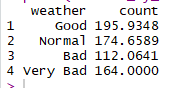 weather count
1 Good 195.9348
2 Normal 174.6589
3 Bad 112.0641
4 Very Bad 164.0000
>